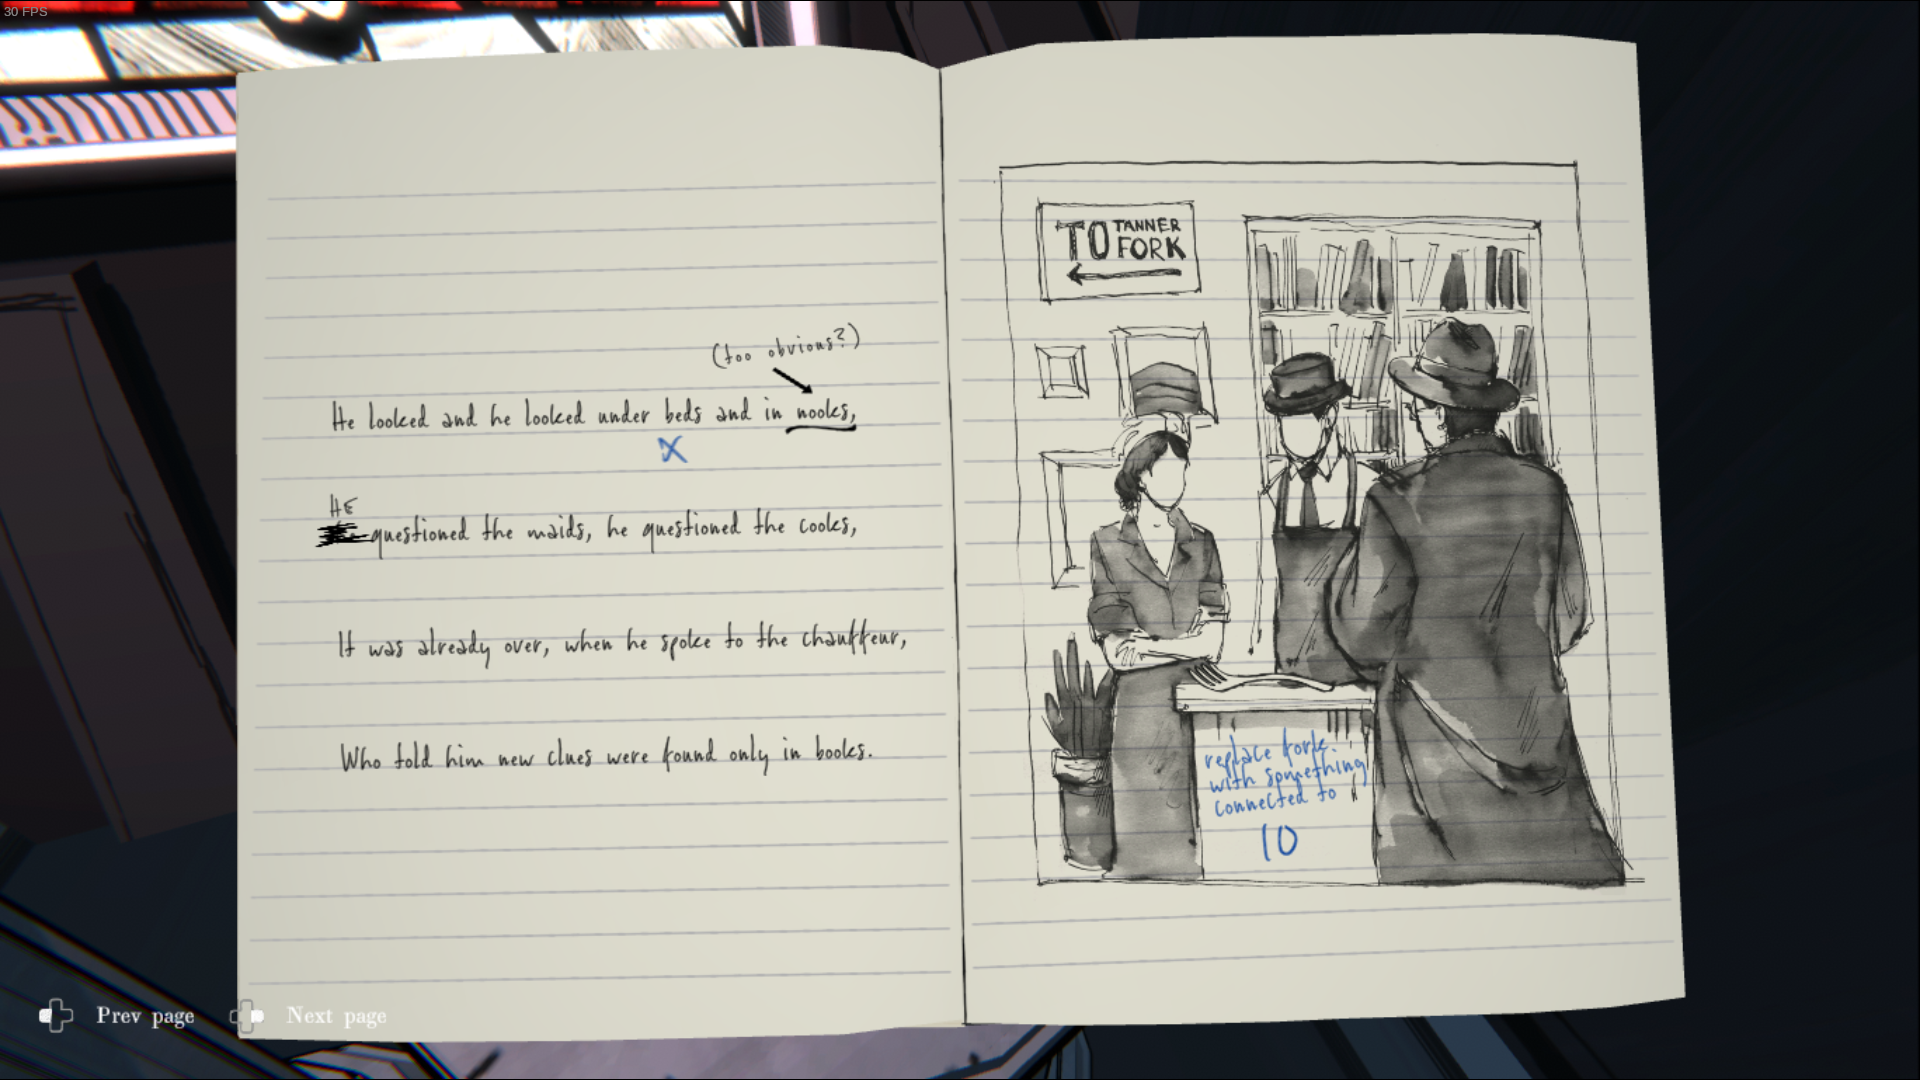 30 FPS
(too obvious?)
He looked and he looked under beds and in nooks,
X
HE
questioned the maids, he questioned the cooks,
It was already over, when he spoke to the chauffeur,
Who told him new clues were found only in books.
TO TANNER FORK
replace fork
with something
connected to
10
Prev page
Next page